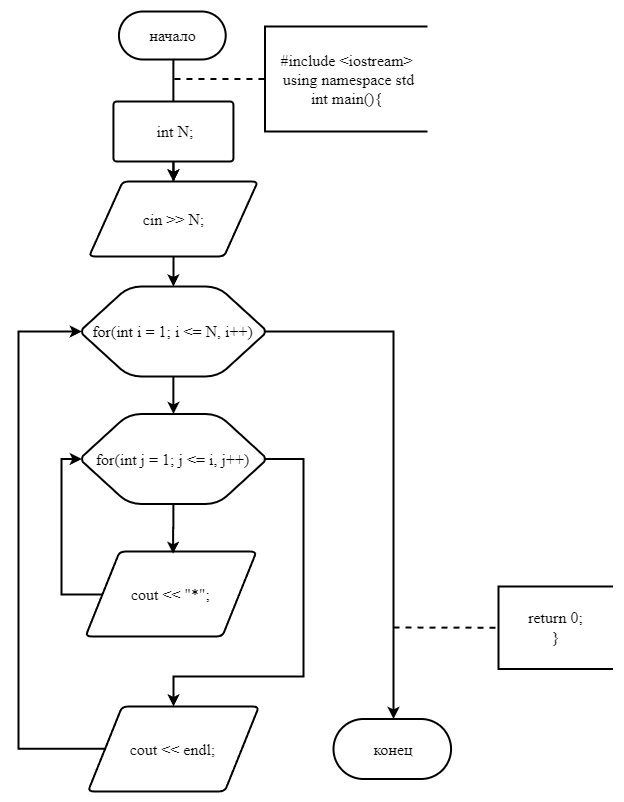 начало
#include <iostream>
using namespace std
int main(){
int N;
cin >> N;
for(int i = 1; i <= N, i++)
for(int j = 1; j <= i, j++)
cout << "*";
return 0;
}
cout << endl;
конец